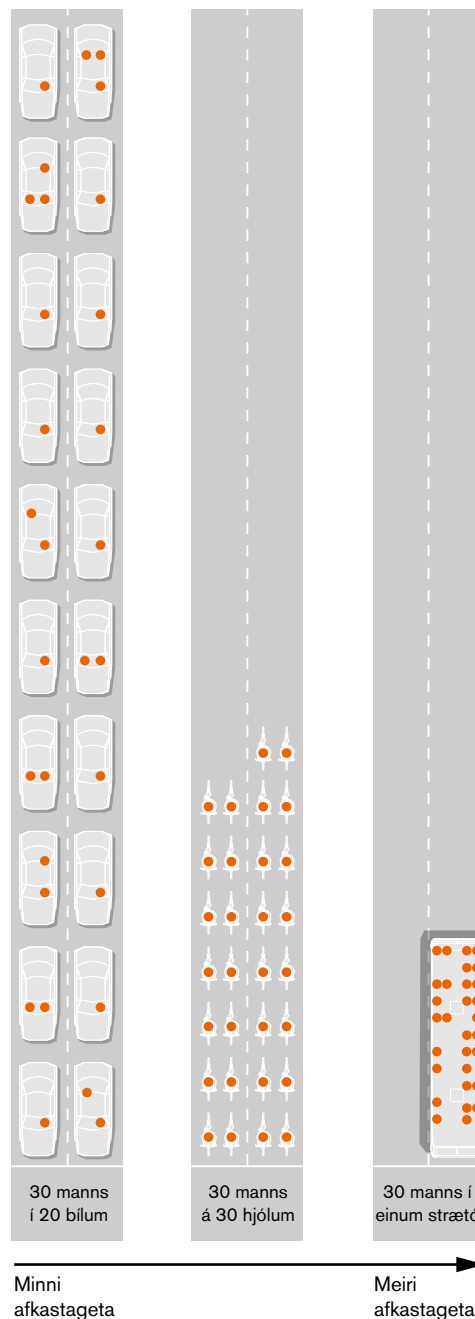 30 manns
í 20 bílum
30 manns
á 30 hjólum
30 manns í
einum strætó
Minni
afkastageta
Meiri
afkastageta